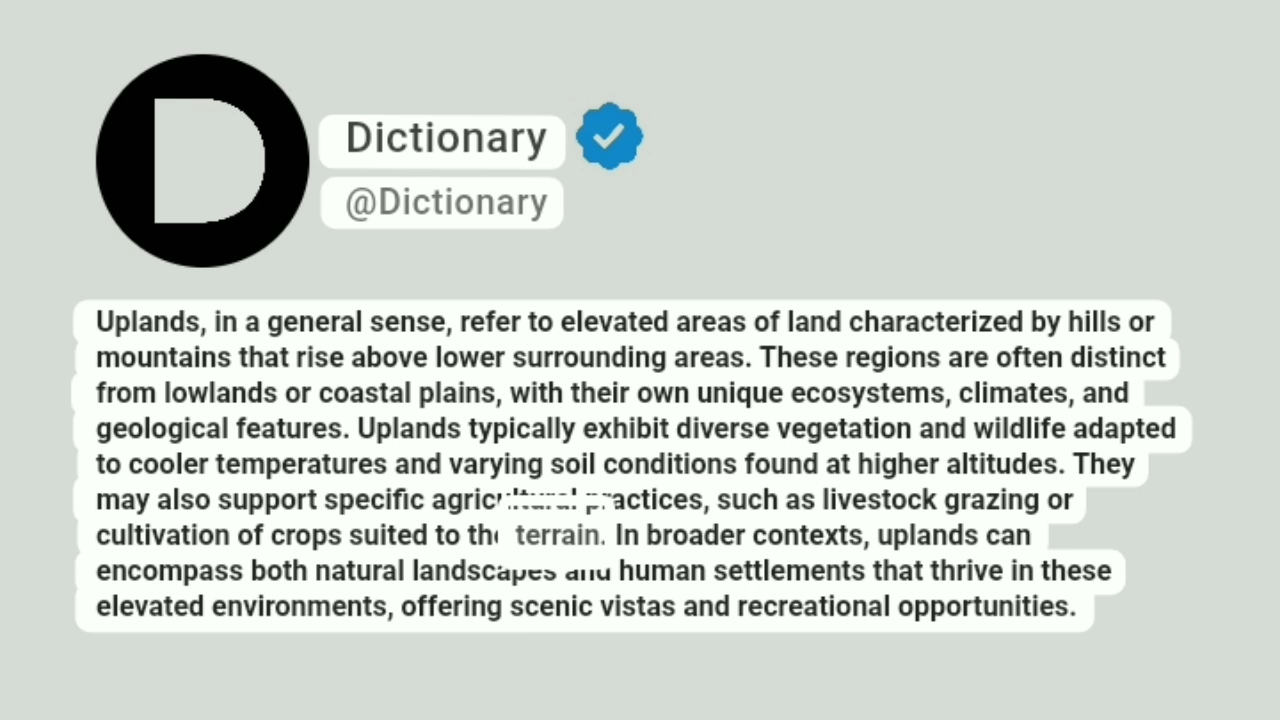 D
Dictionary
@Dictionary
Uplands, in a general sense, refer to elevated areas of land characterized by hills or
mountains that rise above lower surrounding areas. These regions are often distinct
from lowlands or coastal plains, with their own unique ecosystems, climates, and
geological features. Uplands typically exhibit diverse vegetation and wildlife adapted
to cooler temperatures and varying soil conditions found at higher altitudes. They
may also support specific agricultural practices, such as livestock grazing or
cultivation of crops suited to the terrain. In broader contexts, uplands can
encompass both natural landscapes and human settlements that thrive in these
elevated environments, offering scenic vistas and recreational opportunities.